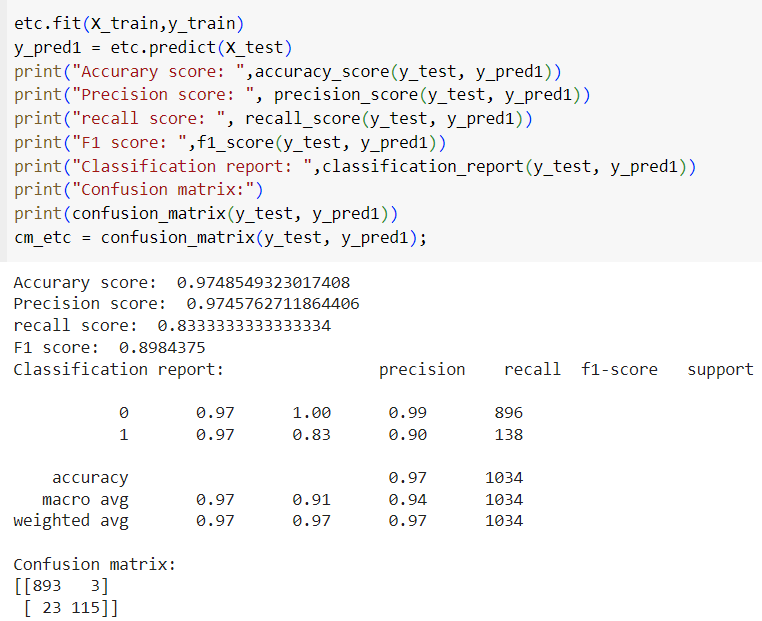 etc.fit(X_train,y_train)
y_pred1 = etc.predict(X_test)
print("Accurary score: ",accuracy_score(y_test, y_pred1))
print("Precision score: ", precision_score(y_test, y_pred1))
print("recall score: ", recall_score(y_test, y_pred1))
print("F1 score: ",f1_score(y_test, y_pred1))
print("Classification report: ",classification_report(y_test, y_pred1))
print("Confusion matrix:")
print(confusion_matrix(y_test, y_pred1))
cm_etc = confusion_matrix(y_test, y_pred1);
Accurary score:  0.9748549323017408
Precision score:  0.9745762711864406
recall score:  0.8333333333333334
F1 score:  0.8984375
Classification report:                precision    recall  f1-score   support
           0       0.97      1.00      0.99       896
           1       0.97      0.83      0.90       138
    accuracy                           0.97      1034
   macro avg       0.97      0.91      0.94      1034
weighted avg       0.97      0.97      0.97      1034
Confusion matrix:
[[893   3]
 [ 23 115]]